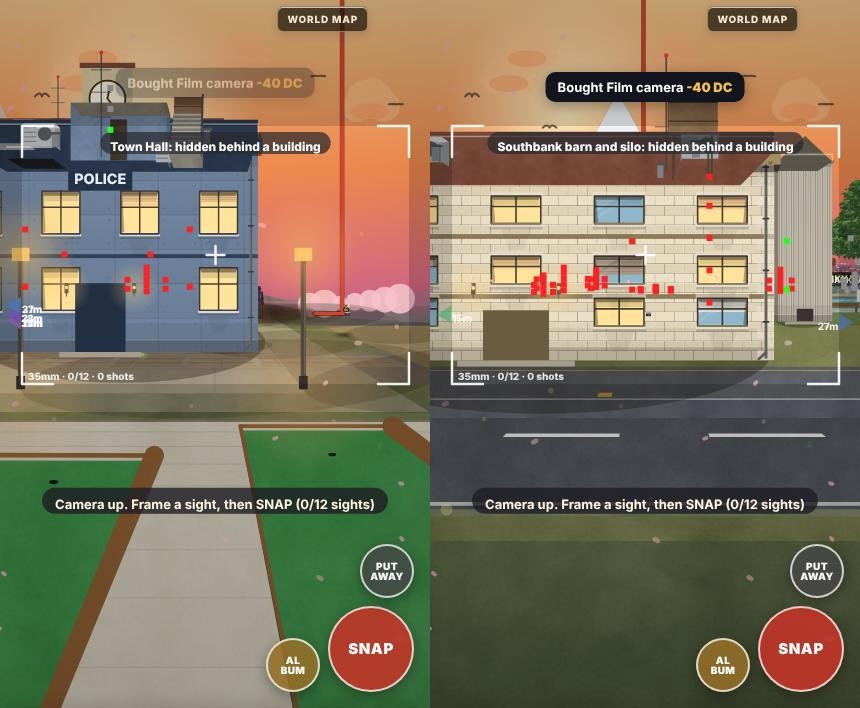 WORLD MAP
Bought Film camera -40 DC
Town Hall: hidden behind a building
POLICE
27m
35mm · 0/12 · 0 shots
Camera up. Frame a sight, then SNAP (0/12 sights)
PUT
AWAY
SNAP
AL
BUM
WORLD MAP
Bought Film camera -40 DC
Southbank barn and silo: hidden behind a building
27m
35mm · 0/12 · 0 shots
Camera up. Frame a sight, then SNAP (0/12 sights)
PUT
AWAY
SNAP
AL
BUM